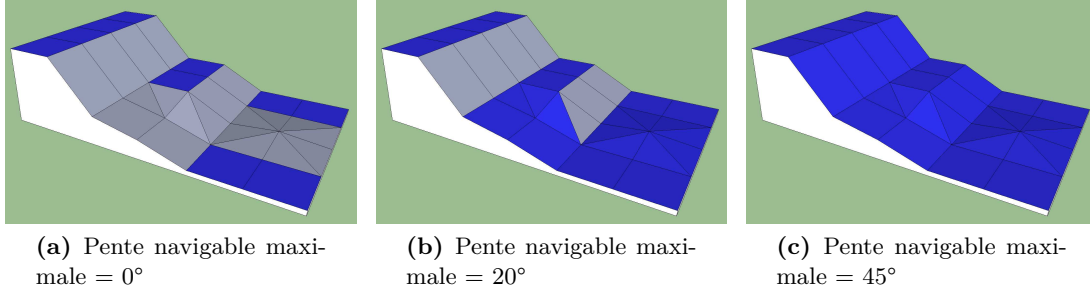 (a) Pente navigable maxi-
male = 0°
(b) Pente navigable maxi-
male = 20°
(c) Pente navigable maxi-
male = 45°